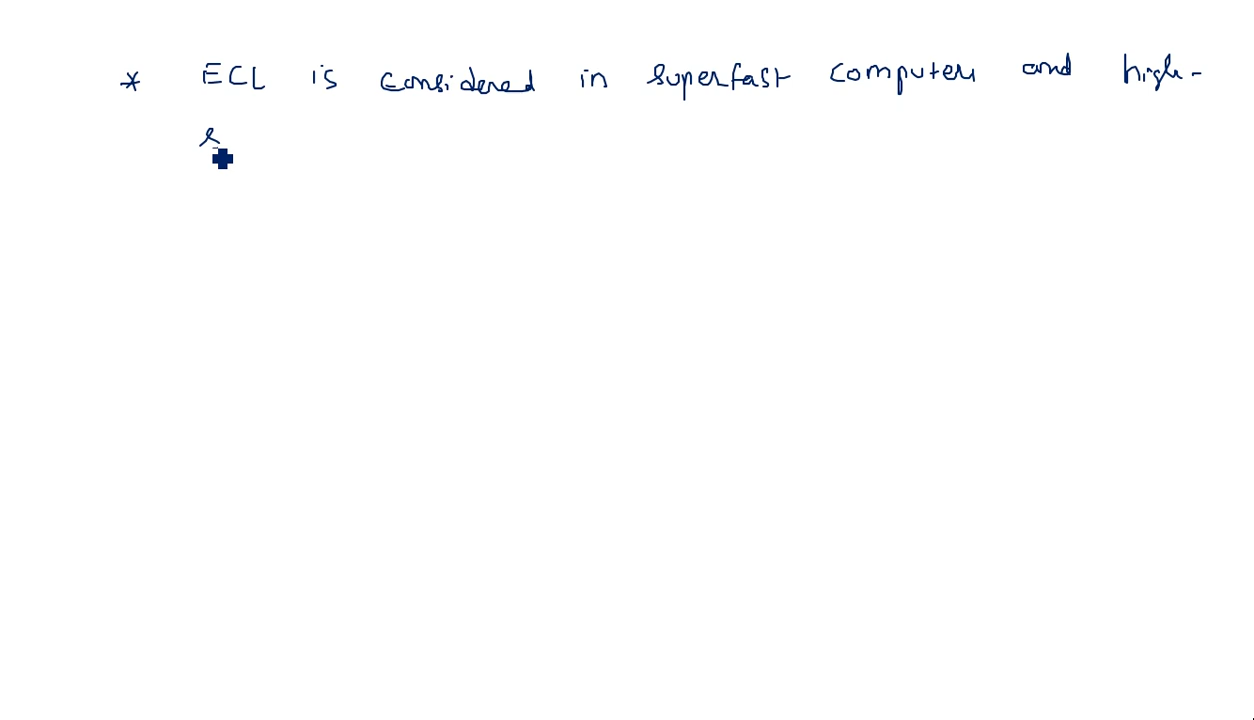 * ECL is considered in superfast computers and high-
s